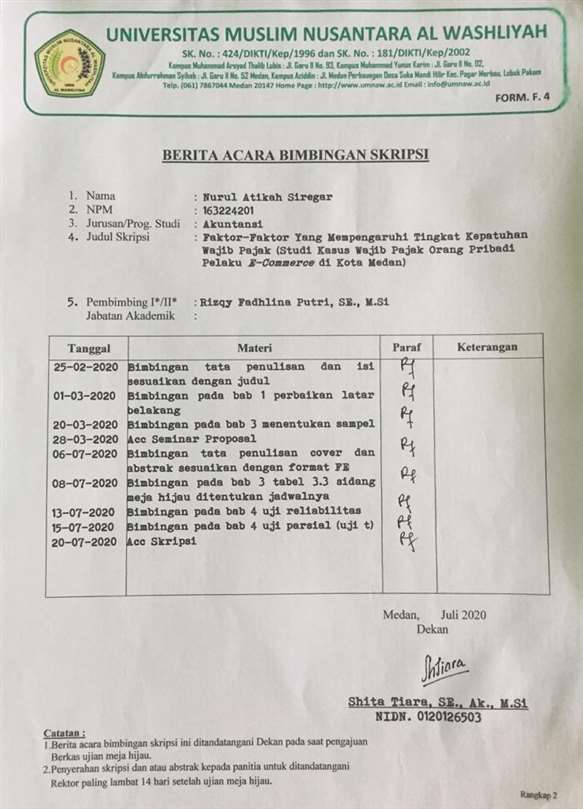 UNIVERSITAS MUSLIM NUSANTARA AL WASHLIYAH
SK. No. : 424/DIKTI/Kep/1996 dan SK. No. : 181/DIKTI/Kep/2002
Kampus Muhammad Arsyad Thalib Lubis : Jl. Garu II No. 93, Kampus Muhammad Yunus Karim : Jl. Garu II No. 02,
Kampus Abdurrahman Syihab : Jl. Garu II No. 52 Medan, Kampus Aziddin : Jl. Medan Perbaungan Desa Suka Mandi Hilir Kec. Pagar Merbau, Lubuk Pakam
Telp. (061) 7867044 Medan 20147 Home Page : http://www.umnaw.ac.id Email : info@umnaw.ac.id
FORM. F. 4
BERITA ACARA BIMBINGAN SKRIPSI
1. Nama : Nurul Atikah Siregar
2. NPM : 163224201
3. Jurusan/Prog. Studi : Akuntansi
4. Judul Skripsi : Faktor-Faktor Yang Mempengaruhi Tingkat Kepatuhan
Wajib Pajak (Studi Kasus Wajib Pajak Orang Pribadi
Pelaku E-Commerce di Kota Medan)
5. Pembimbing I*/II* : Rizqy Fadhlina Putri, SE., M.Si
Jabatan Akademik :
Tanggal Materi Paraf Keterangan
25-02-2020 Bimbingan tata penulisan dan isi
sesuaikan dengan judul
01-03-2020 Bimbingan pada bab 1 perbaikan latar
belakang
20-03-2020 Bimbingan pada bab 3 menentukan sampel
28-03-2020 Acc Seminar Proposal
06-07-2020 Bimbingan tata penulisan cover dan
abstrak sesuaikan dengan format FE
08-07-2020 Bimbingan pada bab 3 tabel 3.3 sidang
meja hijau ditentukan jadwalnya
13-07-2020 Bimbingan pada bab 4 uji reliabilitas
15-07-2020 Bimbingan pada bab 4 uji parsial (uji t)
20-07-2020 Acc Skripsi
Medan, Juli 2020
Dekan
Shtiara
Shita Tiara, SE., Ak., M.Si
NIDN. 0120126503
Catatan :
1.Berita acara bimbingan skripsi ini ditandatangani Dekan pada saat pengajuan
Berkas ujian meja hijau.
2.Penyerahan skripsi dan atau abstrak kepada panitia untuk ditandatangani
Rektor paling lambat 14 hari setelah ujian meja hijau.
Rangkap 2